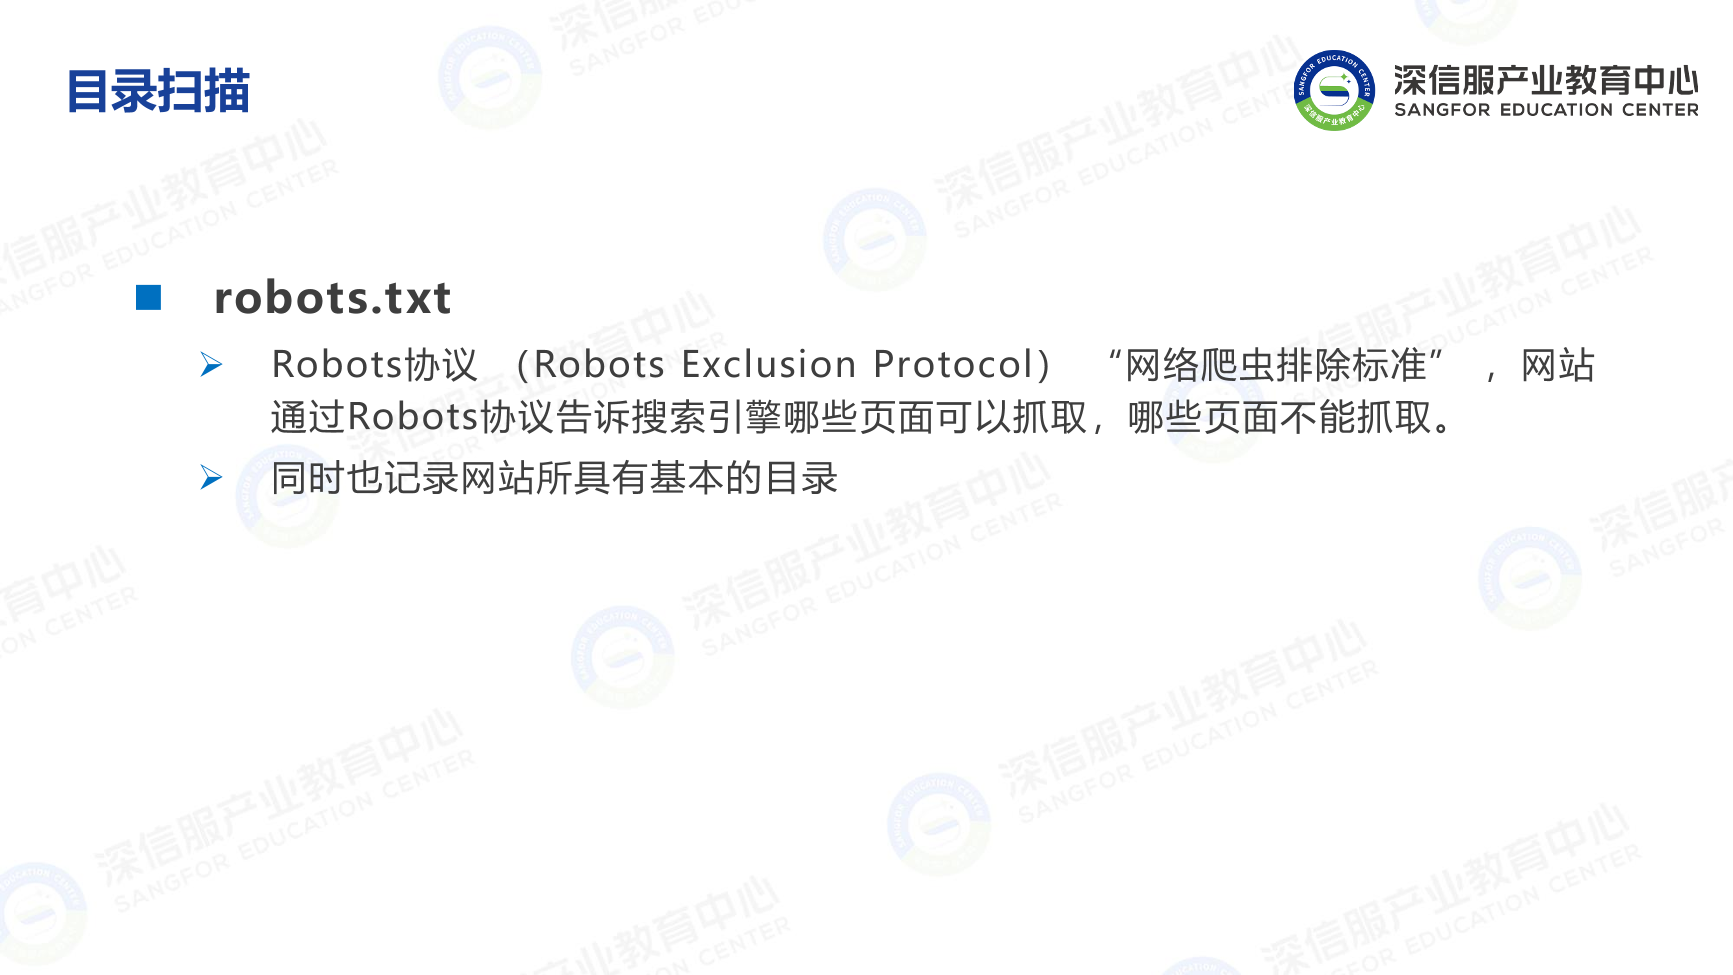 目录扫描
深信服产业教育中心
SANGFOR EDUCATION CENTER
robots.txt
Robots协议 （Robots Exclusion Protocol） “网络爬虫排除标准” ，网站
通过Robots协议告诉搜索引擎哪些页面可以抓取，哪些页面不能抓取。
同时也记录网站所具有基本的目录